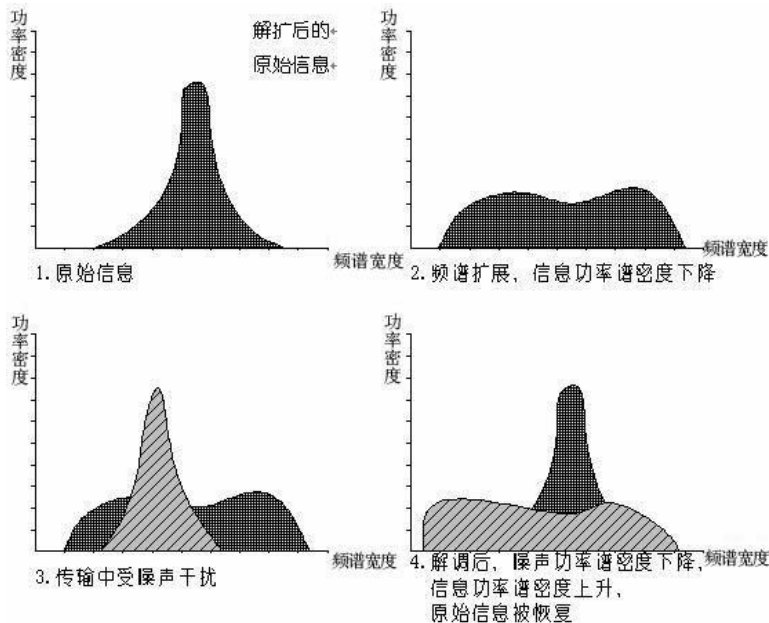 功率密度
解扩后的
原始信息
频谱宽度
1.原始信息
功率密度
频谱宽度
2.频谱扩展，信息功率谱密度下降
功率密度
频谱宽度
3.传输中受噪声干扰
功率密度
频谱宽度
4.解调后，噪声功率谱密度下降，
信息功率谱密度上升，
原始信息被恢复